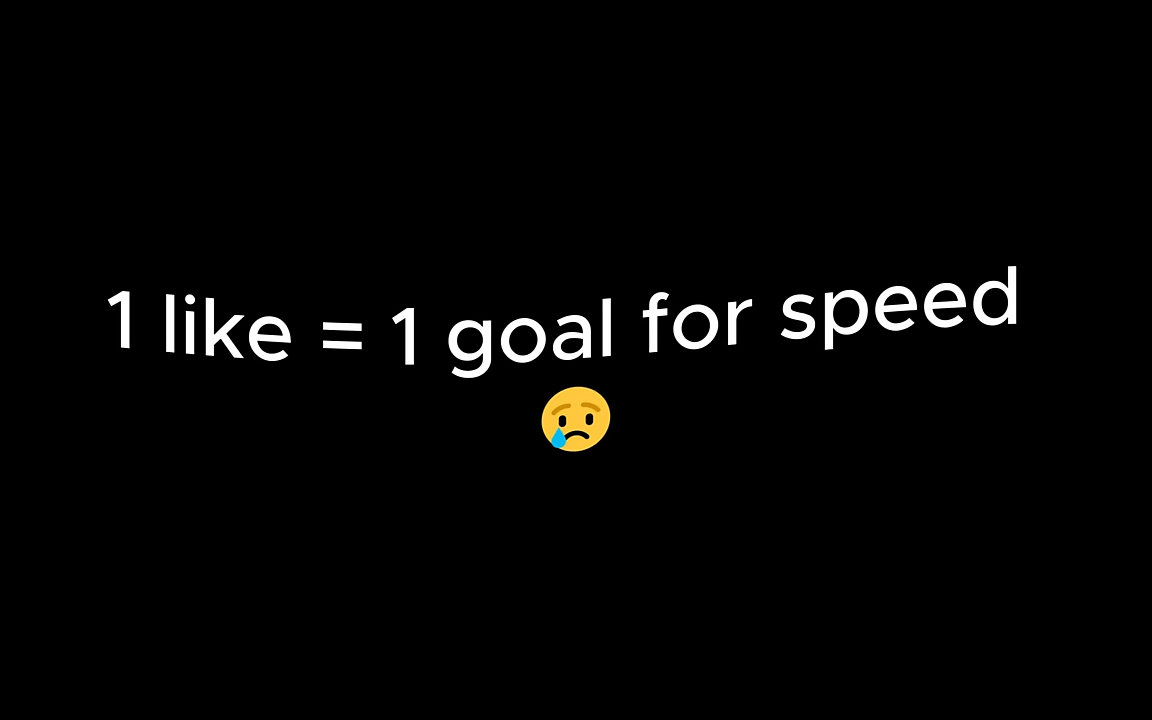 1 like = 1 goal for speed
😢